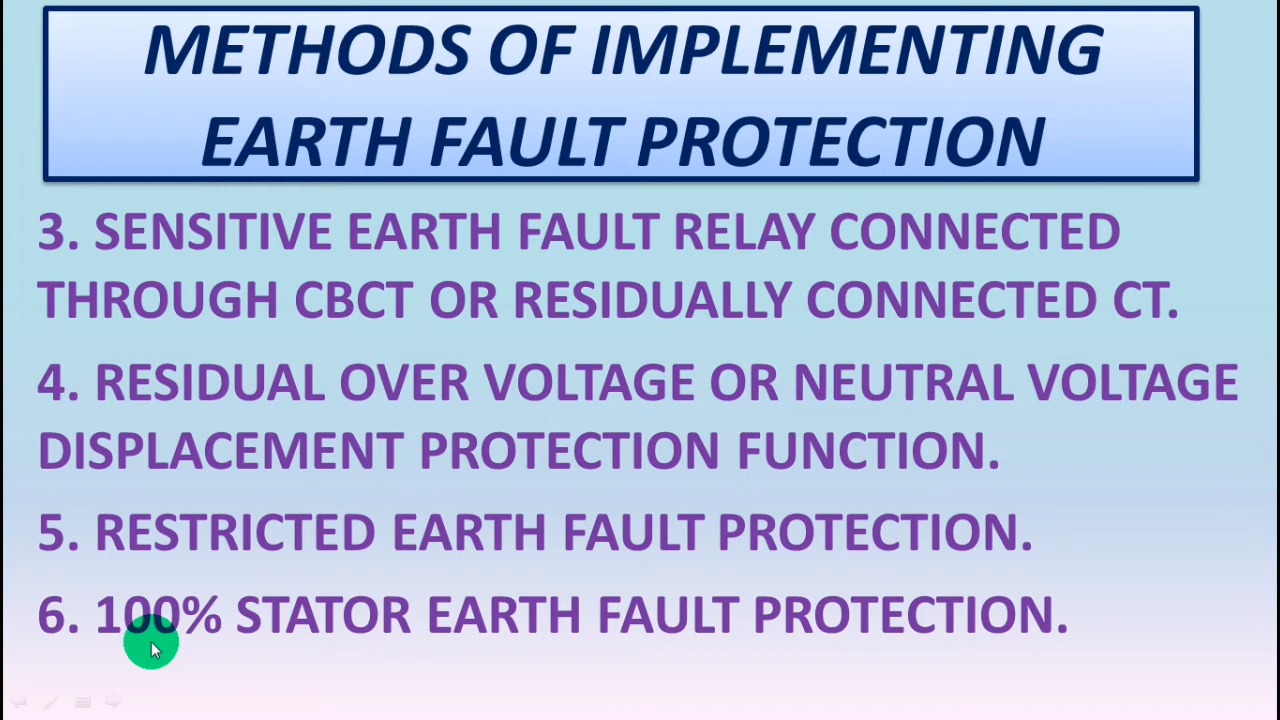 METHODS OF IMPLEMENTING
EARTH FAULT PROTECTION
3. SENSITIVE EARTH FAULT RELAY CONNECTED
THROUGH CBCT OR RESIDUALLY CONNECTED CT.
4. RESIDUAL OVER VOLTAGE OR NEUTRAL VOLTAGE
DISPLACEMENT PROTECTION FUNCTION.
5. RESTRICTED EARTH FAULT PROTECTION.
6. 100% STATOR EARTH FAULT PROTECTION.